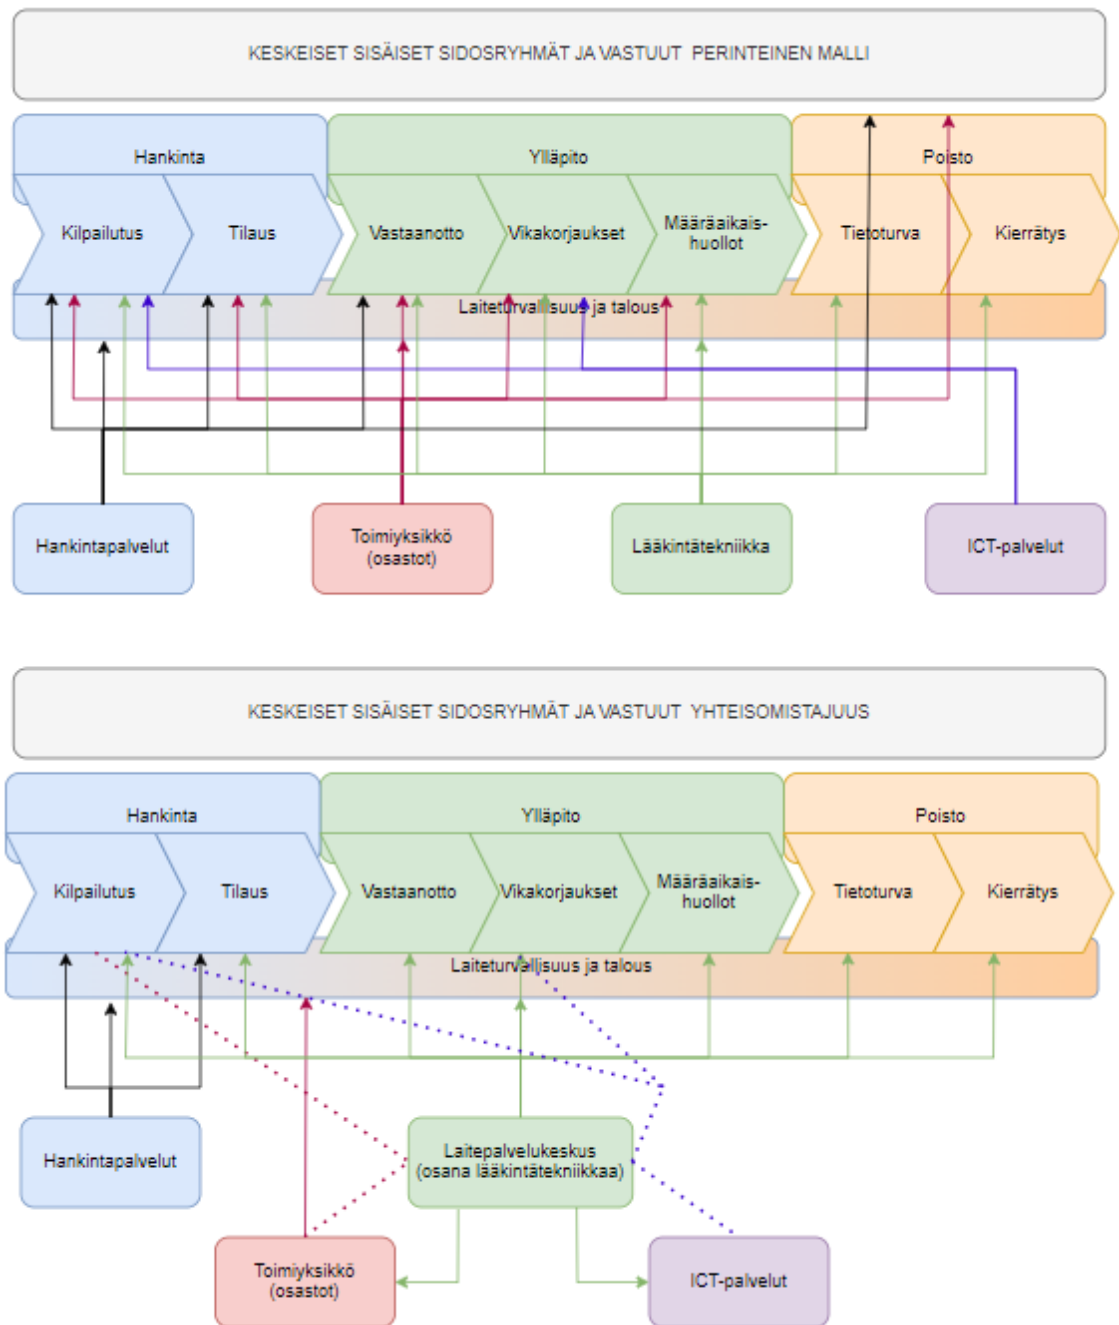 KESKEISET SISÄISET SIDOSRYHMÄT JA VASTUUT PERINTEINEN MALLI
Hankinta
Ylläpito
Poisto
Kilpailutus
Tilaus
Vastaanotto
Vikakorjaukset
Määräaikais-
huollot
Tietoturva
Kierrätys
Laiteturvallisuus ja talous
Hankintapalvelut
Toimiyksikkö
(osastot)
Lääkintätekniikka
ICT-palvelut
KESKEISET SISÄISET SIDOSRYHMÄT JA VASTUUT YHTEISOMISTAJUUS
Hankinta
Ylläpito
Poisto
Kilpailutus
Tilaus
Vastaanotto
Vikakorjaukset
Määräaikais-
huollot
Tietoturva
Kierrätys
Laiteturvallisuus ja talous
Hankintapalvelut
Laitepalvelukeskus
(osana lääkintätekniikkaa)
Toimiyksikkö
(osastot)
ICT-palvelut